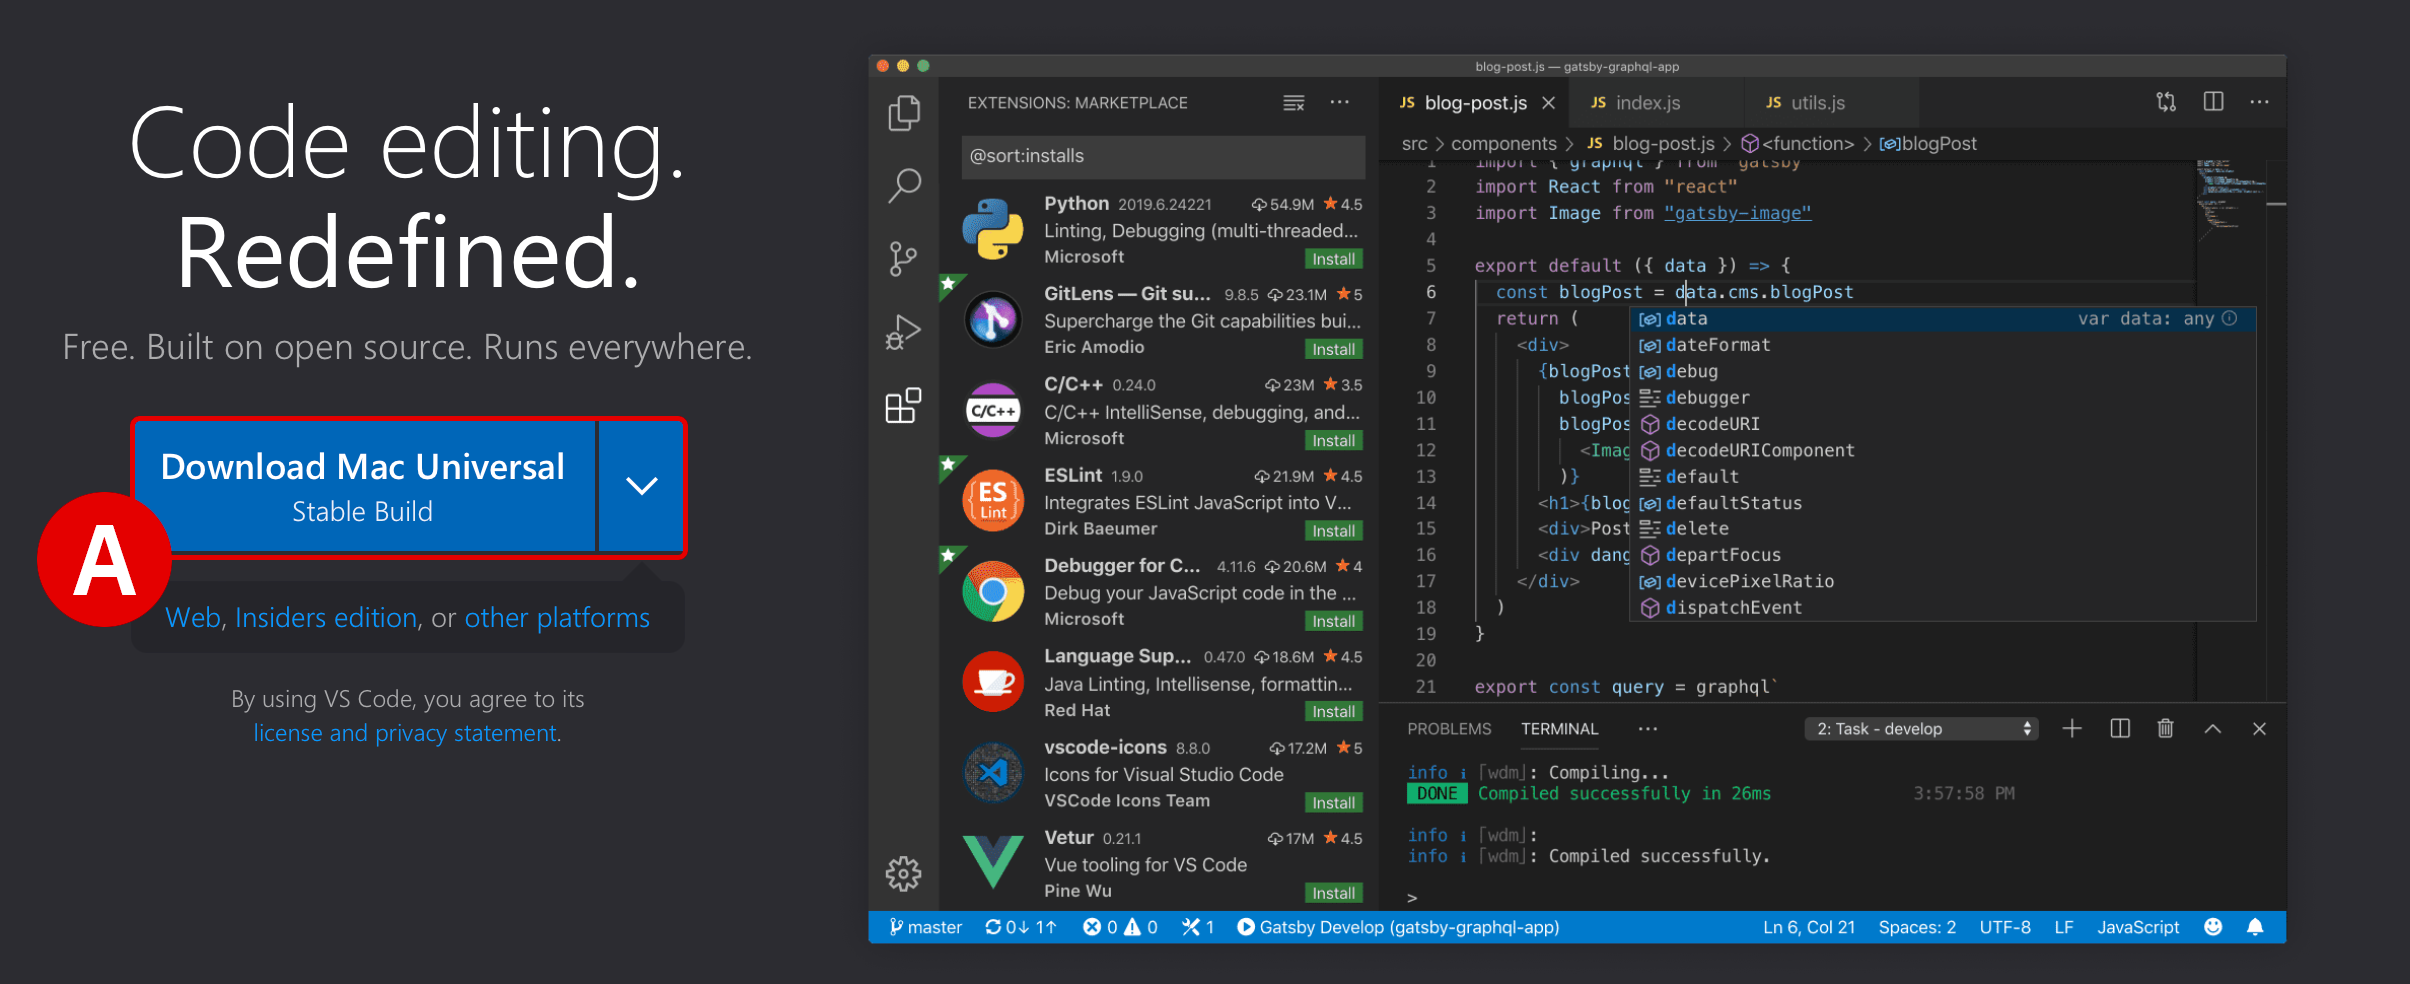 Code editing.
Redefined.
Free. Built on open source. Runs everywhere.
Download Mac Universal
Stable Build
A
Web, Insiders edition, or other platforms
By using VS Code, you agree to its
license and privacy statement.
blog-post.js — gatsby-graphql-app
EXTENSIONS: MARKETPLACE
@sort:installs
Python 2019.6.24221 54.9M 4.5
Linting, Debugging (multi-threaded...
Microsoft Install
GitLens — Git su... 9.8.5 23.1M 5
Supercharge the Git capabilities bui...
Eric Amodio Install
C/C++
C/C++ 0.24.0 23M 3.5
C/C++ IntelliSense, debugging, and...
Microsoft Install
ES
Lint
ESLint 1.9.0 21.9M 4.5
Integrates ESLint JavaScript into V...
Dirk Baeumer Install
Debugger for C... 4.11.6 20.6M 4
Debug your JavaScript code in the ...
Microsoft Install
Language Sup... 0.47.0 18.6M 4.5
Java Linting, Intellisense, formattin...
Red Hat Install
vscode-icons 8.8.0 17.2M 5
Icons for Visual Studio Code
VSCode Icons Team Install
Vetur 0.21.1 17M 4.5
Vue tooling for VS Code
Pine Wu Install
JS blog-post.js JS index.js JS utils.js
src > components > JS blog-post.js > <function> > blogPost
1 import { graphql } from "gatsby"
2 import React from "react"
3 import Image from "gatsby-image"
4
5 export default ({ data }) => {
6 const blogPost = data.cms.blogPost
7 return (
8 <div>
9 {blogPost
10 blogPos
11 blogPos
12 <Imag
13 )}
14 <h1>{blog
15 <div>Post
16 <div dang
17 </div>
18 )
19 }
20
21 export const query = graphql`
data var data: any
dateFormat
debug
debugger
decodeURI
decodeURIComponent
default
defaultStatus
delete
departFocus
devicePixelRatio
dispatchEvent
PROBLEMS TERMINAL ··· 2: Task - develop
info i ｢wdm｣: Compiling...
DONE Compiled successfully in 26ms 3:57:58 PM
info i ｢wdm｣:
info i ｢wdm｣: Compiled successfully.
>
master 0↓ 1↑ 0 0 1 Gatsby Develop (gatsby-graphql-app) Ln 6, Col 21 Spaces: 2 UTF-8 LF JavaScript